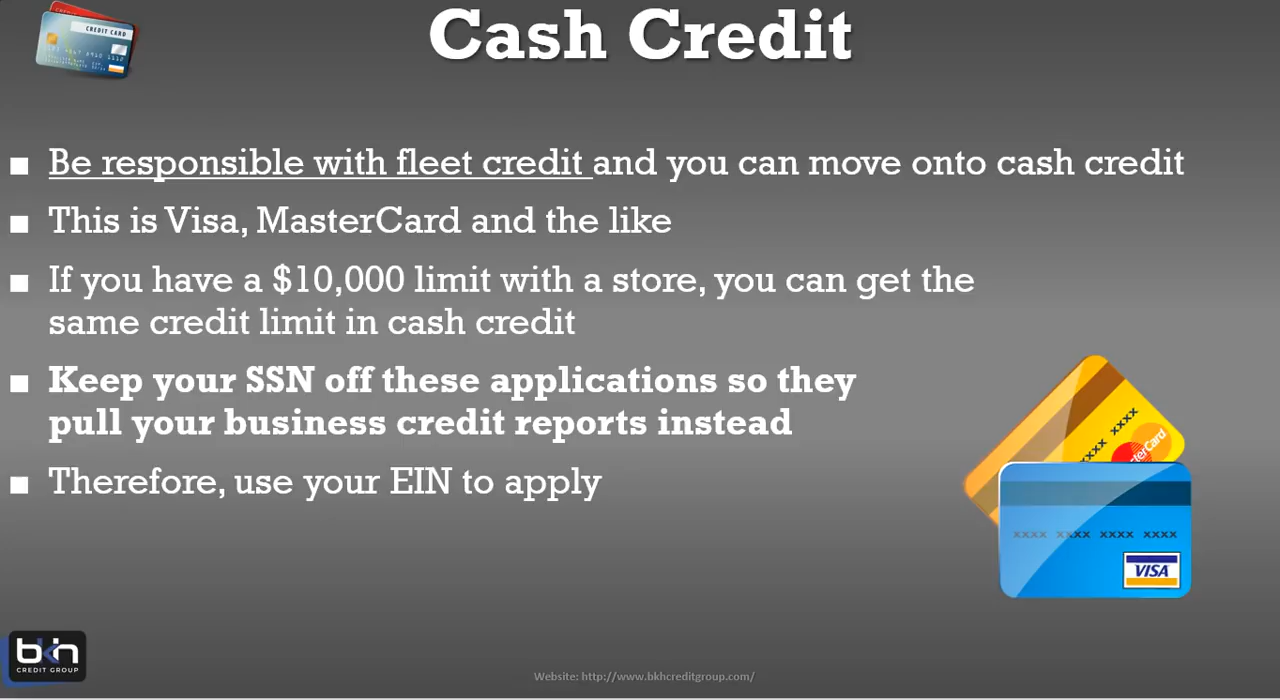 CREDIT CARD
Cash Credit
■ Be responsible with fleet credit and you can move onto cash credit
■ This is Visa, MasterCard and the like
■ If you have a $10,000 limit with a store, you can get the
same credit limit in cash credit
■ Keep your SSN off these applications so they
pull your business credit reports instead
■ Therefore, use your EIN to apply
xxxx xxxx
terCard
xxxx xxxx xxxx xxxx
VISA
bkh
CREDIT GROUP
Website: http://www.bkhcreditgroup.com/